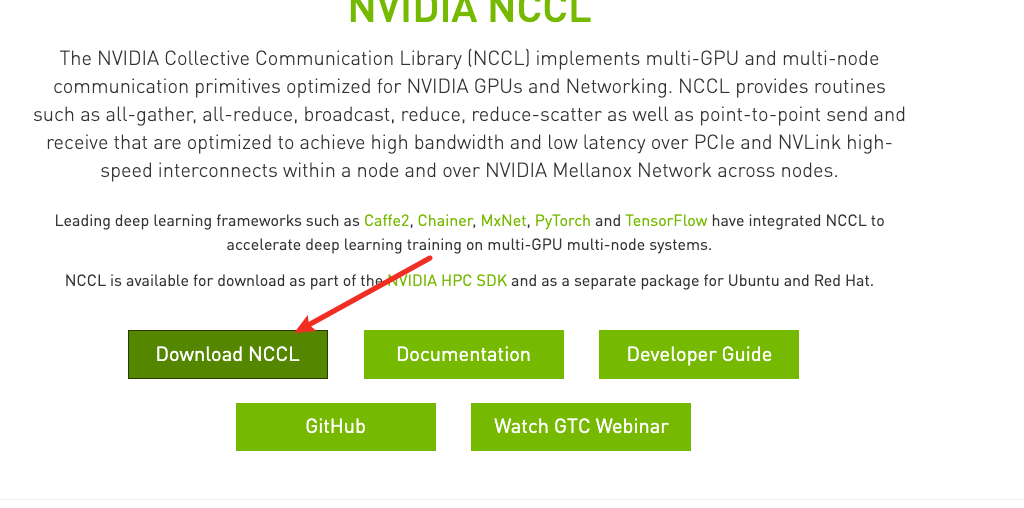 NVIDIA NCCL
The NVIDIA Collective Communication Library (NCCL) implements multi-GPU and multi-node
communication primitives optimized for NVIDIA GPUs and Networking. NCCL provides routines
such as all-gather, all-reduce, broadcast, reduce, reduce-scatter as well as point-to-point send and
receive that are optimized to achieve high bandwidth and low latency over PCIe and NVLink high-
speed interconnects within a node and over NVIDIA Mellanox Network across nodes.
Leading deep learning frameworks such as Caffe2, Chainer, MxNet, PyTorch and TensorFlow have integrated NCCL to
accelerate deep learning training on multi-GPU multi-node systems.
NCCL is available for download as part of the NVIDIA HPC SDK and as a separate package for Ubuntu and Red Hat.
Download NCCL
Documentation
Developer Guide
GitHub
Watch GTC Webinar